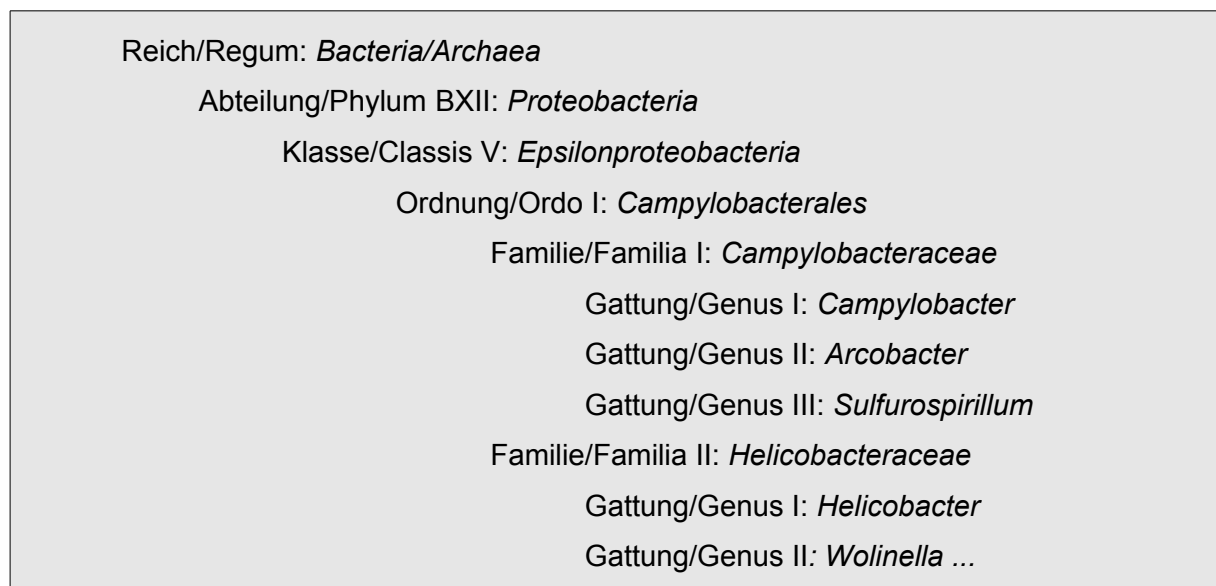 Reich/Regum: Bacteria/Archaea
Abteilung/Phylum BXII: Proteobacteria
Klasse/Classis V: Epsilonproteobacteria
Ordnung/Ordo I: Campylobacterales
Familie/Familia I: Campylobacteraceae
Gattung/Genus I: Campylobacter
Gattung/Genus II: Arcobacter
Gattung/Genus III: Sulfurospirillum
Familie/Familia II: Helicobacteraceae
Gattung/Genus I: Helicobacter
Gattung/Genus II: Wolinella ...